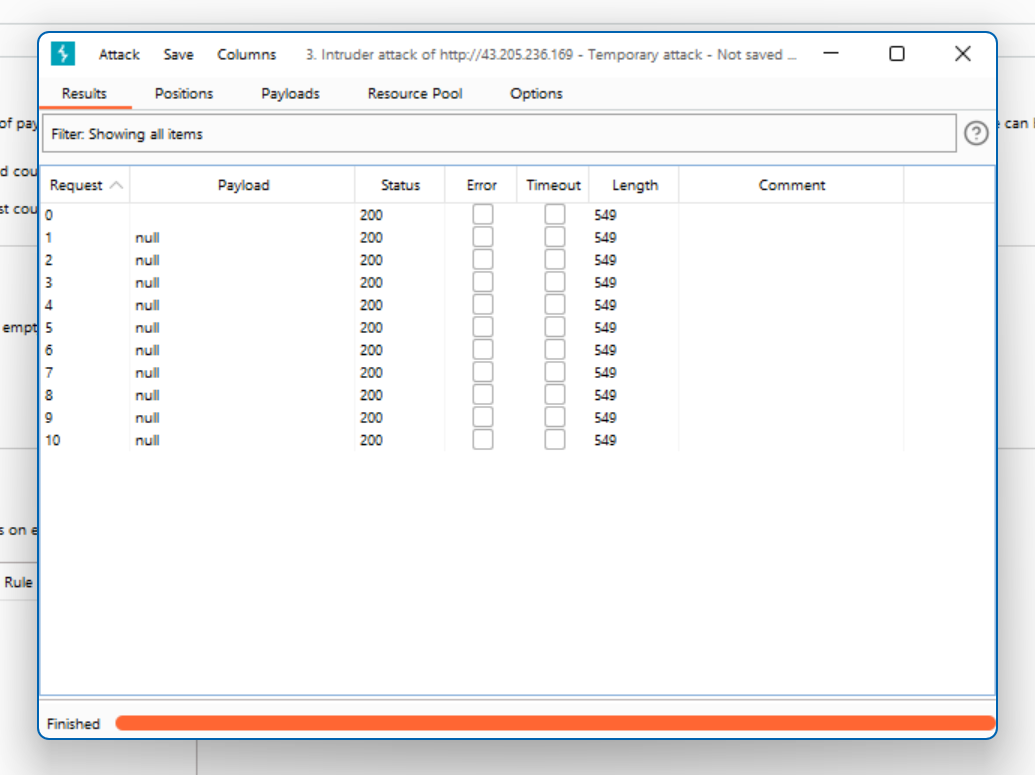 Attack Save Columns 3. Intruder attack of http://43.205.236.169 - Temporary attack - Not saved ...
Results Positions Payloads Resource Pool Options
of pay
can
Filter: Showing all items
?
d cou
Request Payload Status Error Timeout Length Comment
st cou
0 200 549
1 null 200 549
2 null 200 549
3 null 200 549
4 null 200 549
empt
5 null 200 549
6 null 200 549
7 null 200 549
8 null 200 549
9 null 200 549
10 null 200 549
s on e
Rule
Finished